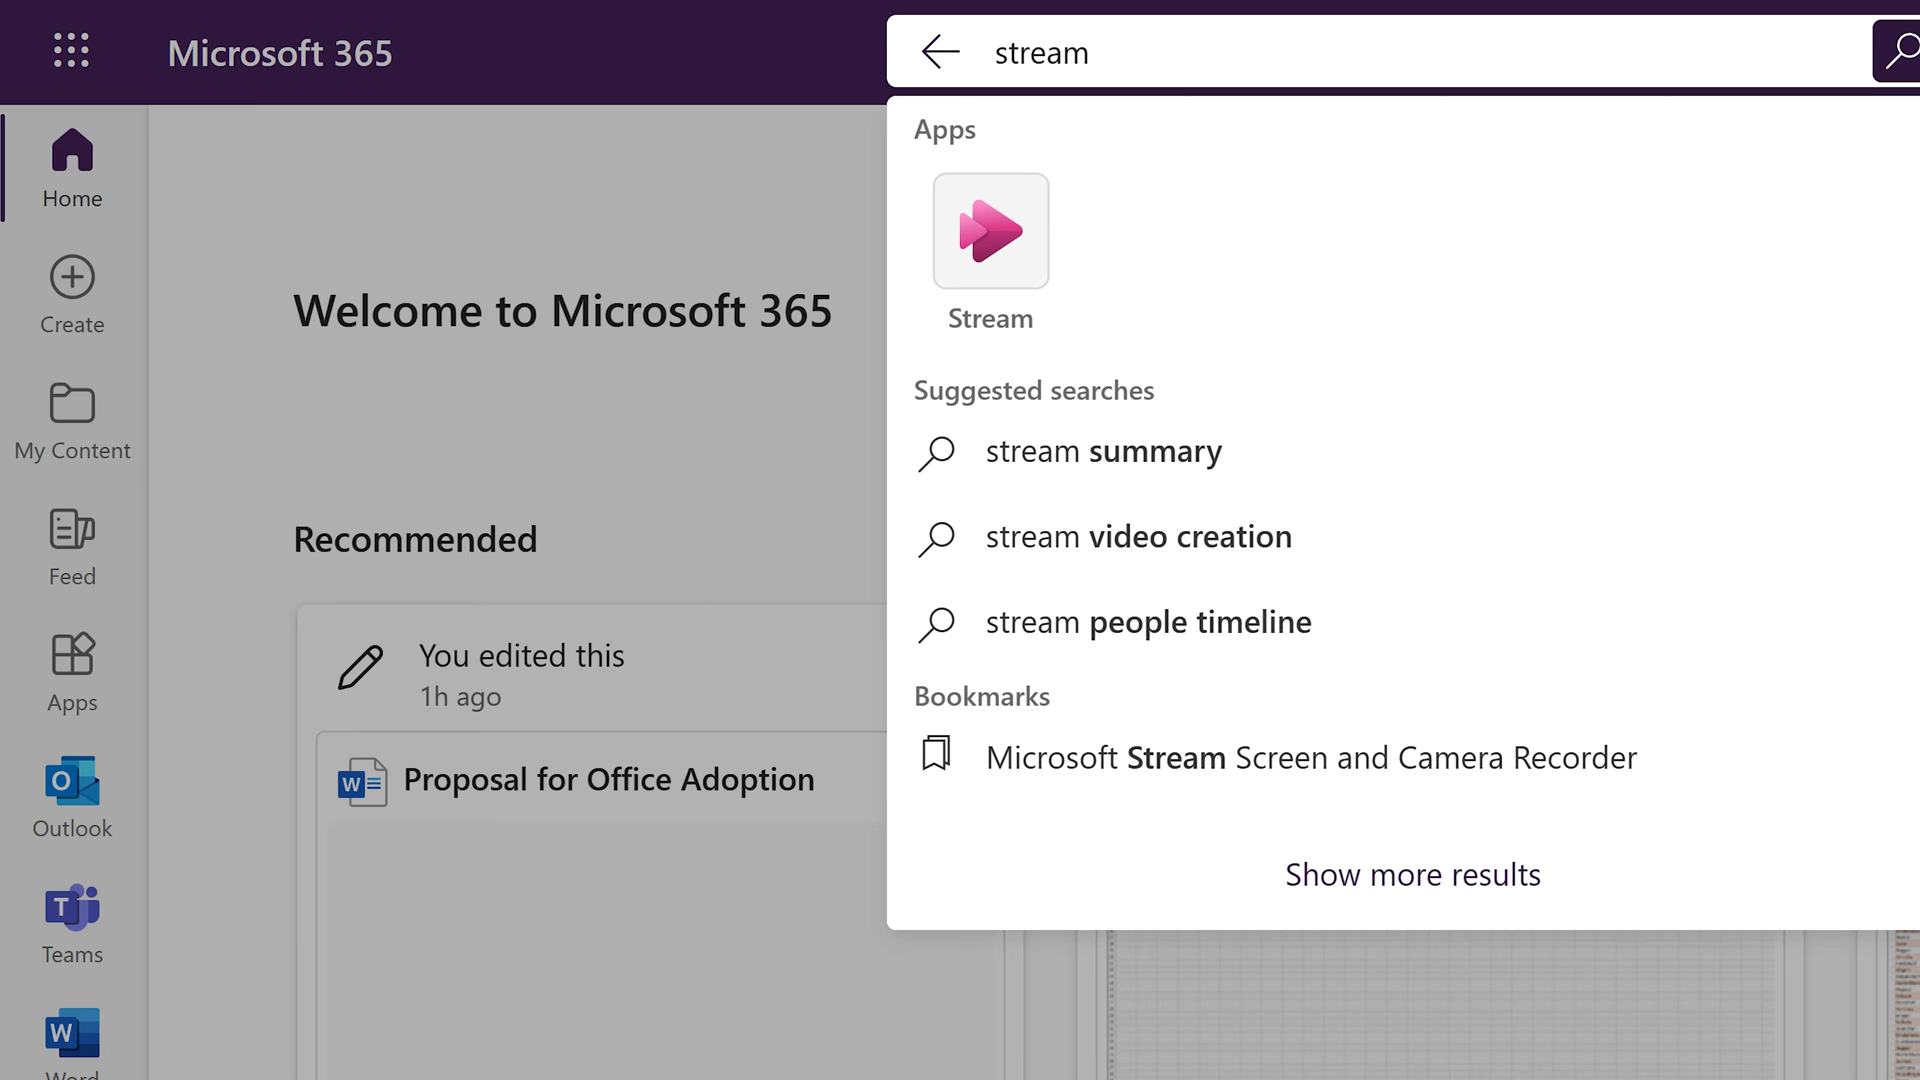 Microsoft 365
stream
Home
Create
My Content
Feed
Apps
Outlook
Teams
Word
Welcome to Microsoft 365
Recommended
You edited this
1h ago
Proposal for Office Adoption
Apps
Stream
Suggested searches
stream summary
stream video creation
stream people timeline
Bookmarks
Microsoft Stream Screen and Camera Recorder
Show more results